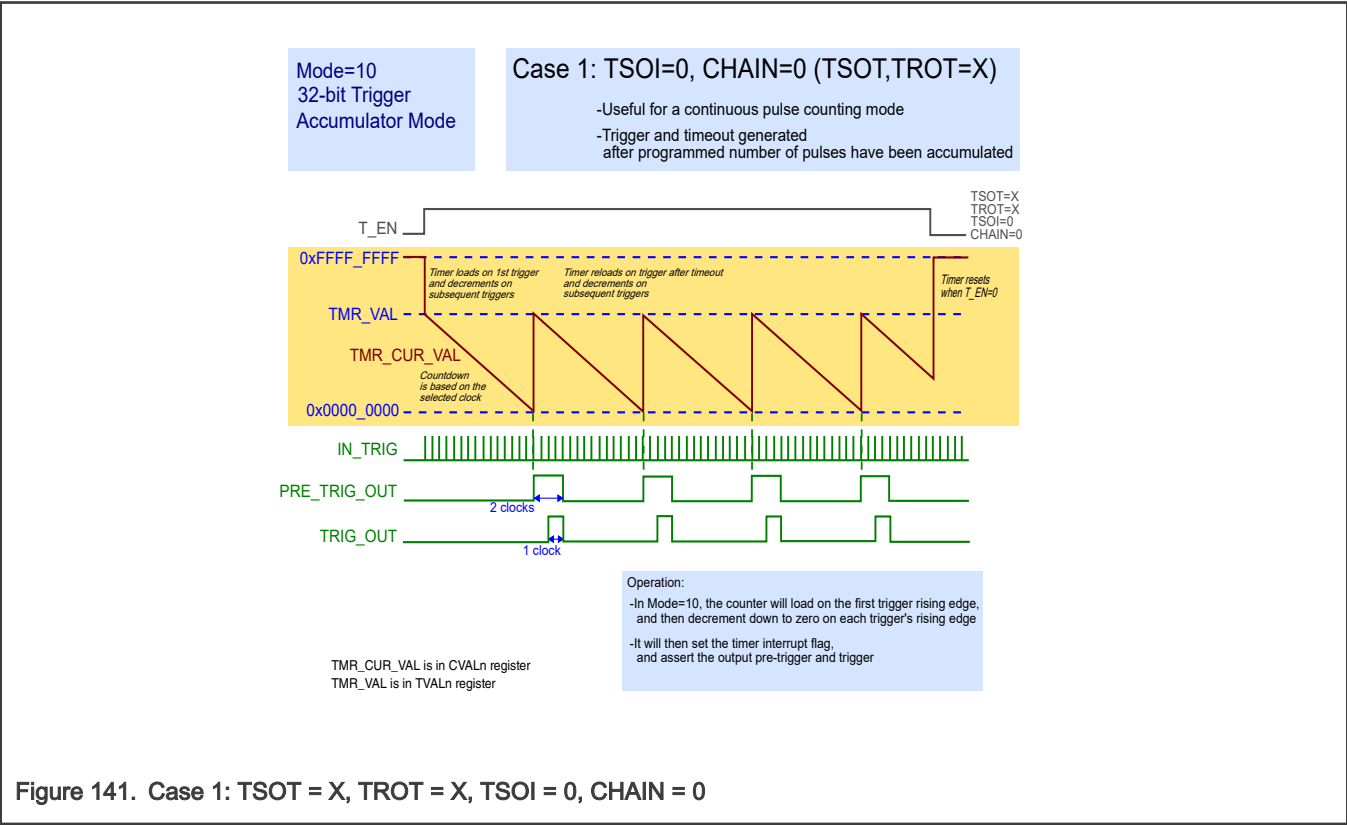 Mode=10
32-bit Trigger
Accumulator Mode
Case 1: TSOI=0, CHAIN=0 (TSOT,TROT=X)
-Useful for a continuous pulse counting mode
-Trigger and timeout generated
after programmed number of pulses have been accumulated
TSOT=X
TROT=X
TSOI=0
CHAIN=0
T_EN
0xFFFF_FFFF
Timer loads on 1st trigger
and decrements on
subsequent triggers
Timer reloads on trigger after timeout
and decrements on
subsequent triggers
Timer resets
when T_EN=0
TMR_VAL
TMR_CUR_VAL
Countdown
is based on the
selected clock
0x0000_0000
IN_TRIG
PRE_TRIG_OUT
2 clocks
TRIG_OUT
1 clock
Operation:
-In Mode=10, the counter will load on the first trigger rising edge,
and then decrement down to zero on each trigger's rising edge
-It will then set the timer interrupt flag,
and assert the output pre-trigger and trigger
TMR_CUR_VAL is in CVALn register
TMR_VAL is in TVALn register
Figure 141. Case 1: TSOT = X, TROT = X, TSOI = 0, CHAIN = 0